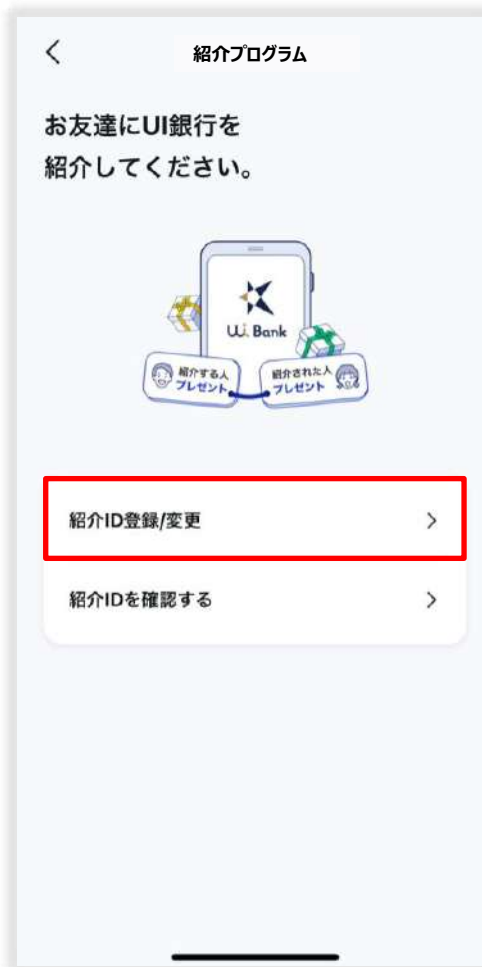 紹介プログラム
お友達にUI銀行を
紹介してください。
Ui Bank
紹介する人
プレゼント
紹介された人
プレゼント
紹介ID登録/変更
紹介IDを確認する